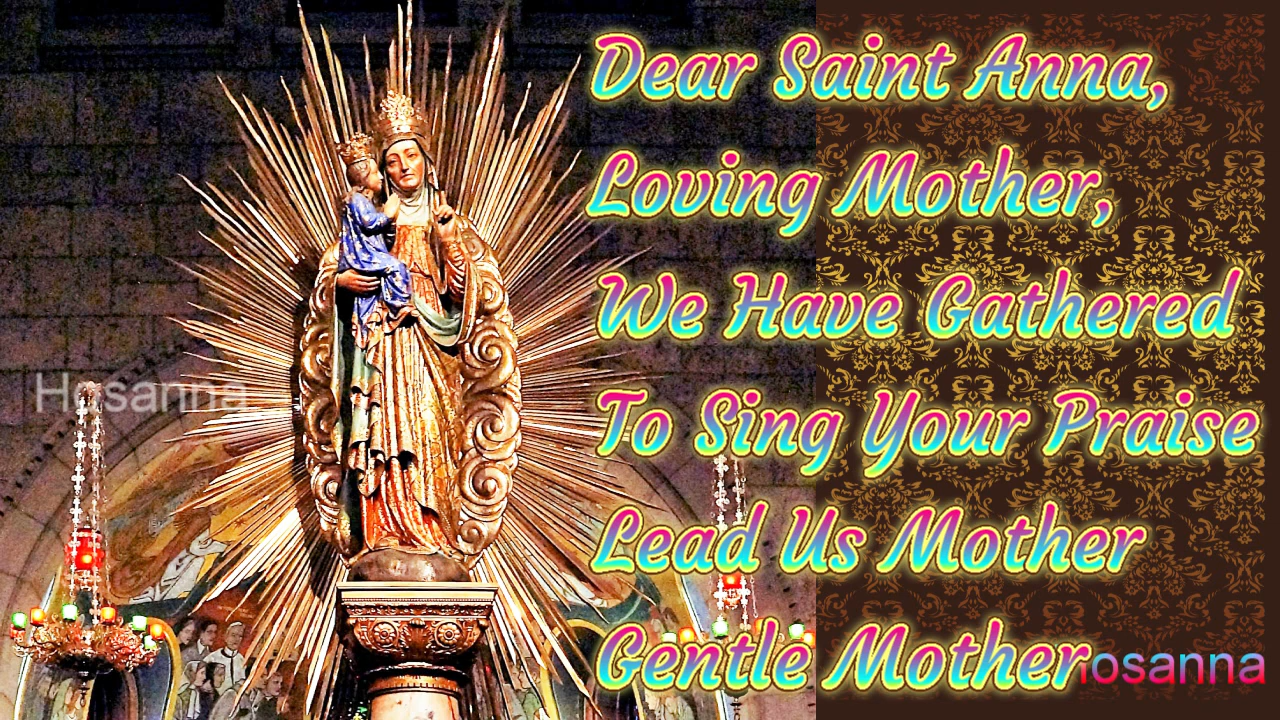 Dear Saint Anna,
Loving Mother,
We Have Gathered
To Sing Your Praise
Lead Us Mother
Gentle Mother
Hosanna
Hosanna